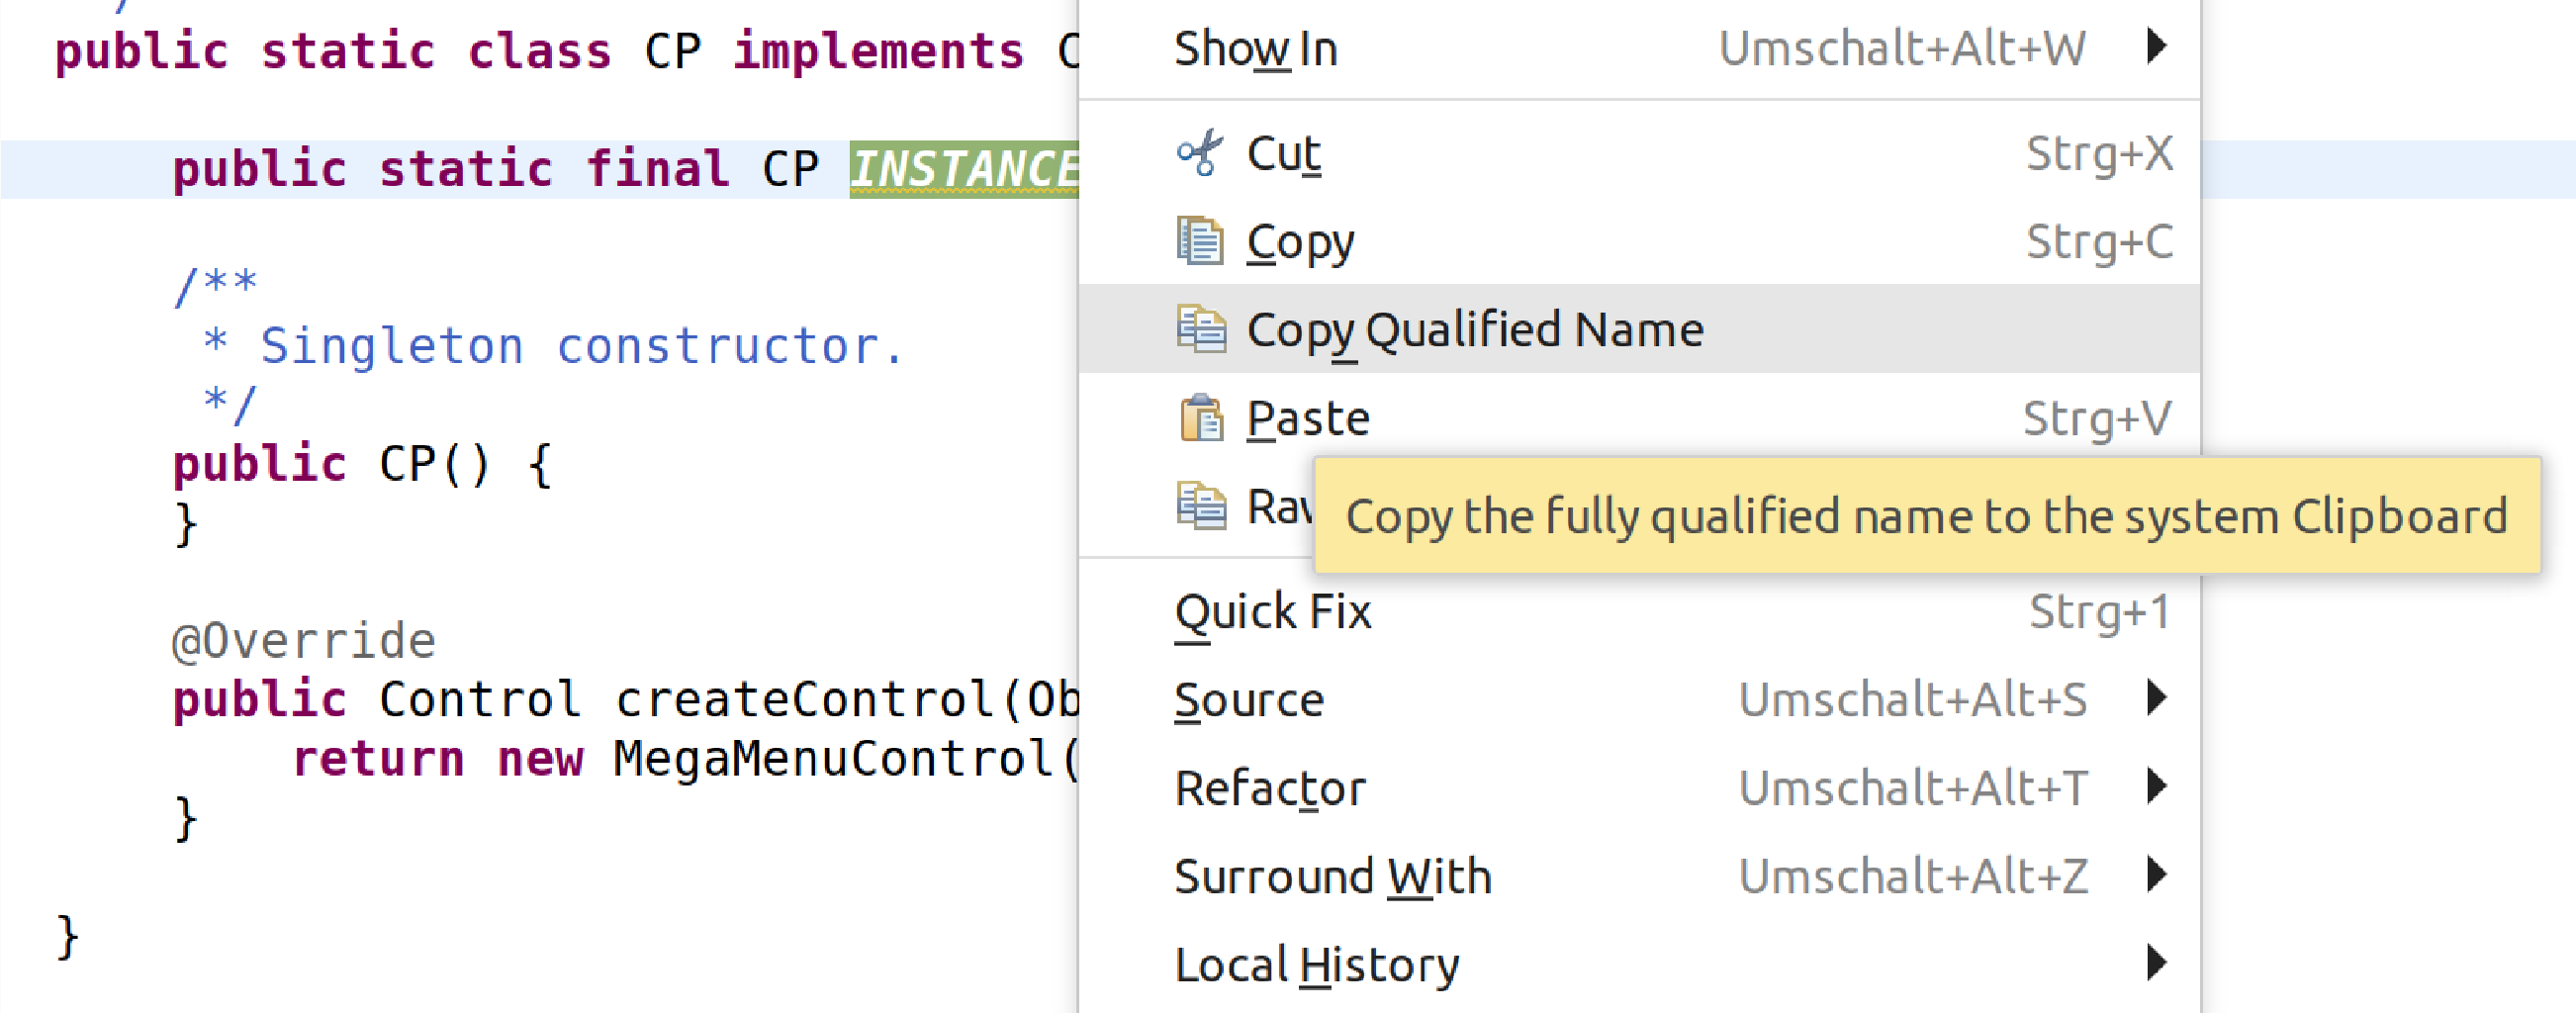 */
public static class CP implements
public static final CP INSTANCE
/**
* Singleton constructor.
*/
public CP() {
}
@Override
public Control createControl(Ob
return new MegaMenuControl(
}
}
Show In Umschalt+Alt+W
Cut Strg+X
Copy Strg+C
Copy Qualified Name
Paste Strg+V
Copy the fully qualified name to the system Clipboard
Quick Fix Strg+1
Source Umschalt+Alt+S
Refactor Umschalt+Alt+T
Surround With Umschalt+Alt+Z
Local History